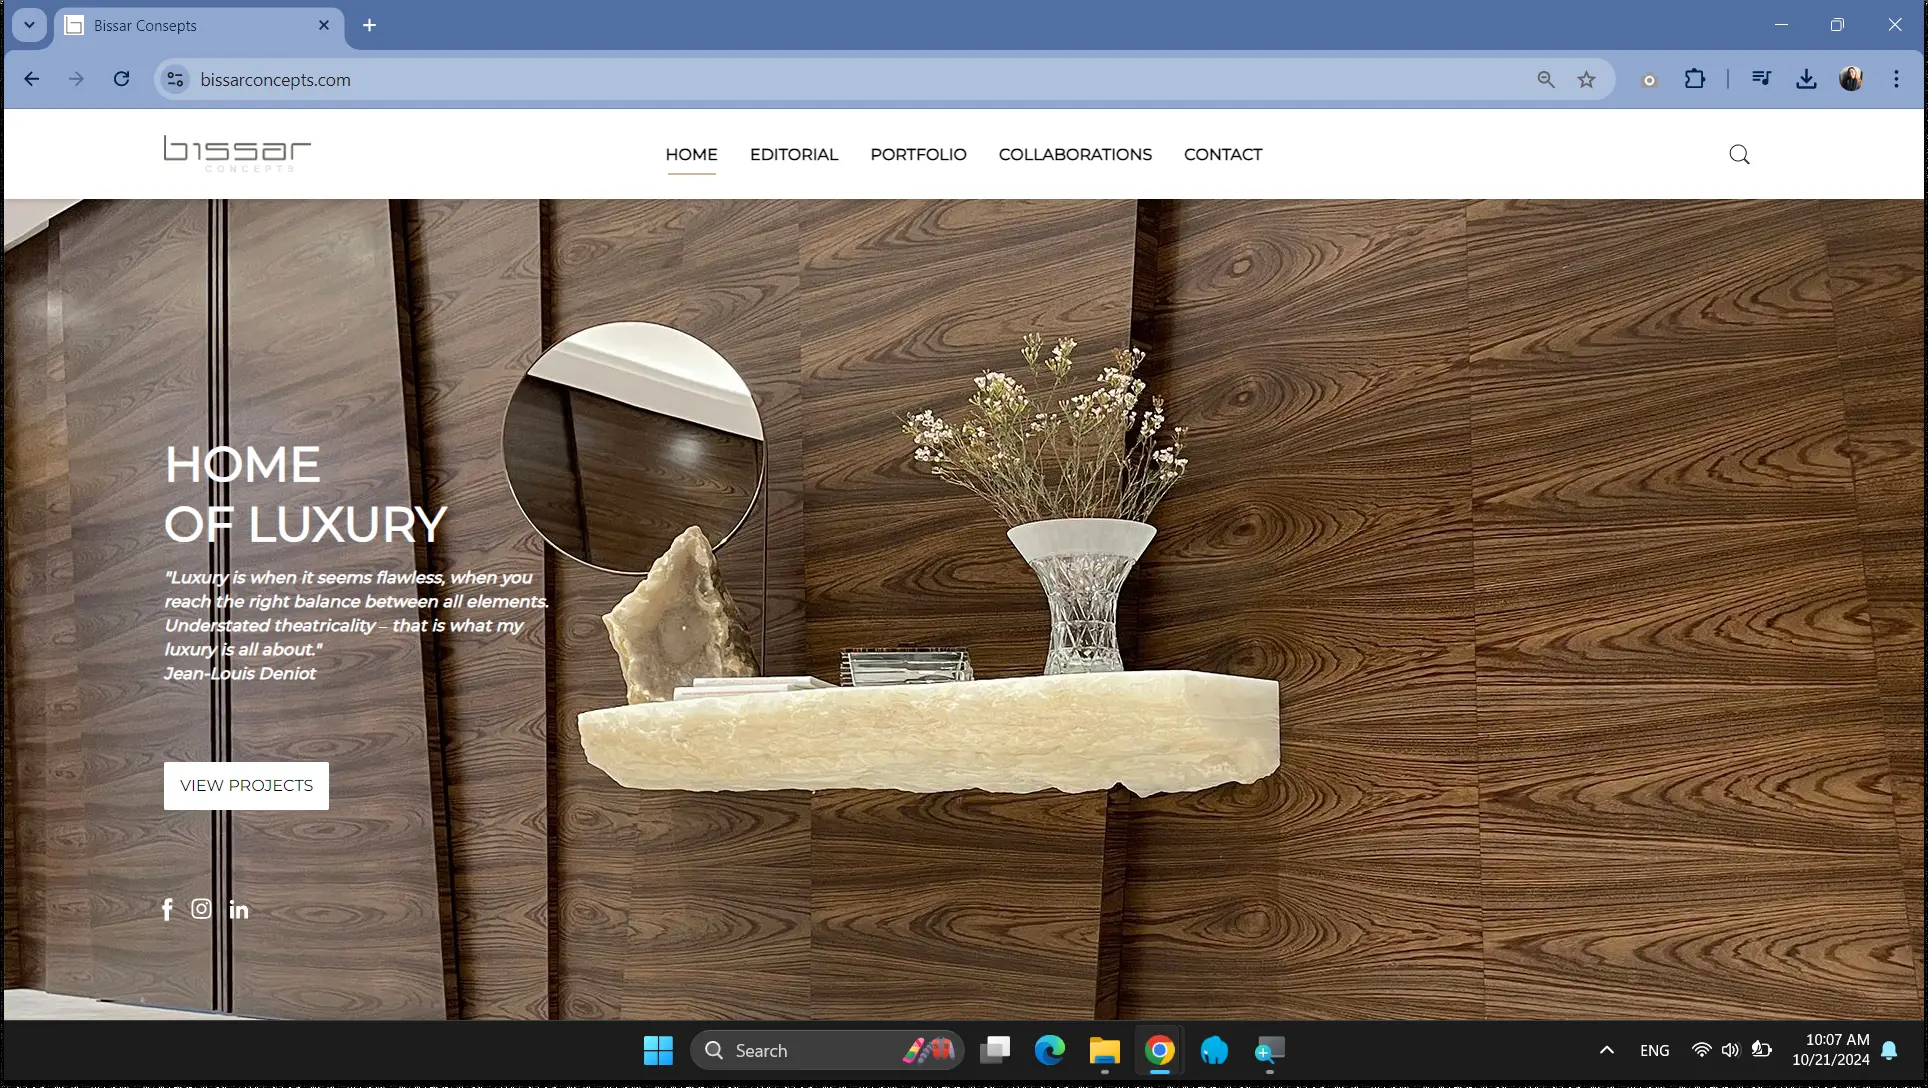 Bissar Consepts
bissarconcepts.com
bissar
CONCEPTS
HOME
EDITORIAL
PORTFOLIO
COLLABORATIONS
CONTACT
HOME
OF LUXURY
"Luxury is when it seems flawless, when you
reach the right balance between all elements.
Understated theatricality – that is what my
luxury is all about."
Jean-Louis Deniot
VIEW PROJECTS
Search
ENG
10:07 AM
10/21/2024